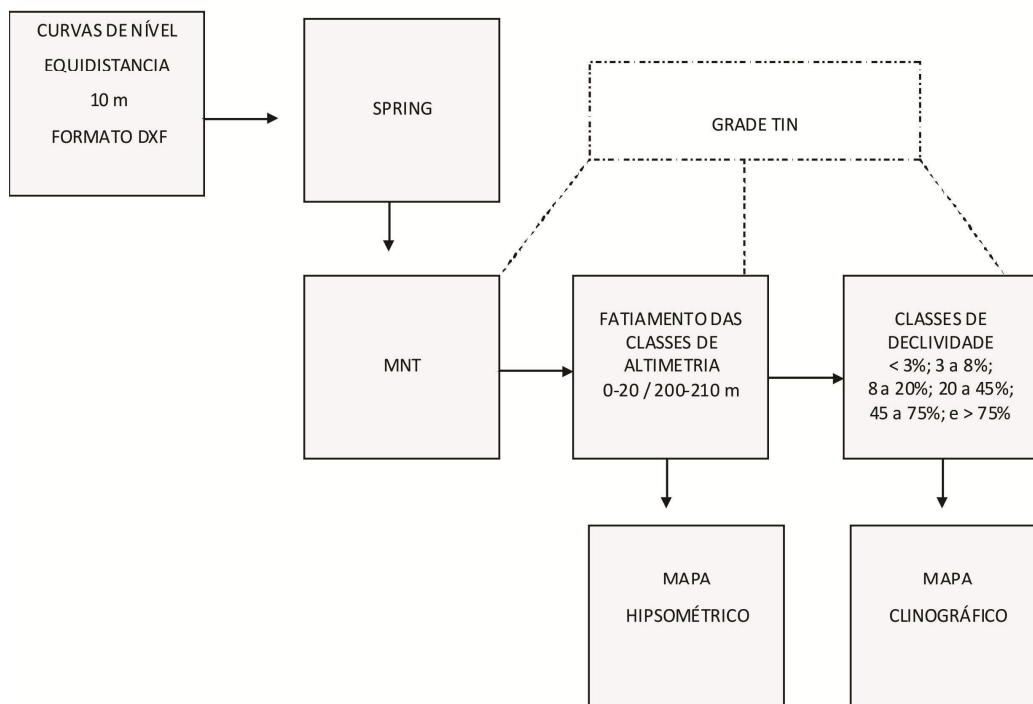 CURVAS DE NÍVEL
EQUIDISTANCIA
10 m
FORMATO DXF
SPRING
GRADE TIN
MNT
FATIAMENTO DAS
CLASSES DE
ALTIMETRIA
0-20 / 200-210 m
CLASSES DE
DECLIVIDADE
< 3%; 3 a 8%;
8 a 20%; 20 a 45%;
45 a 75%; e > 75%
MAPA
HIPSOMÉTRICO
MAPA
CLINOGRÁFICO